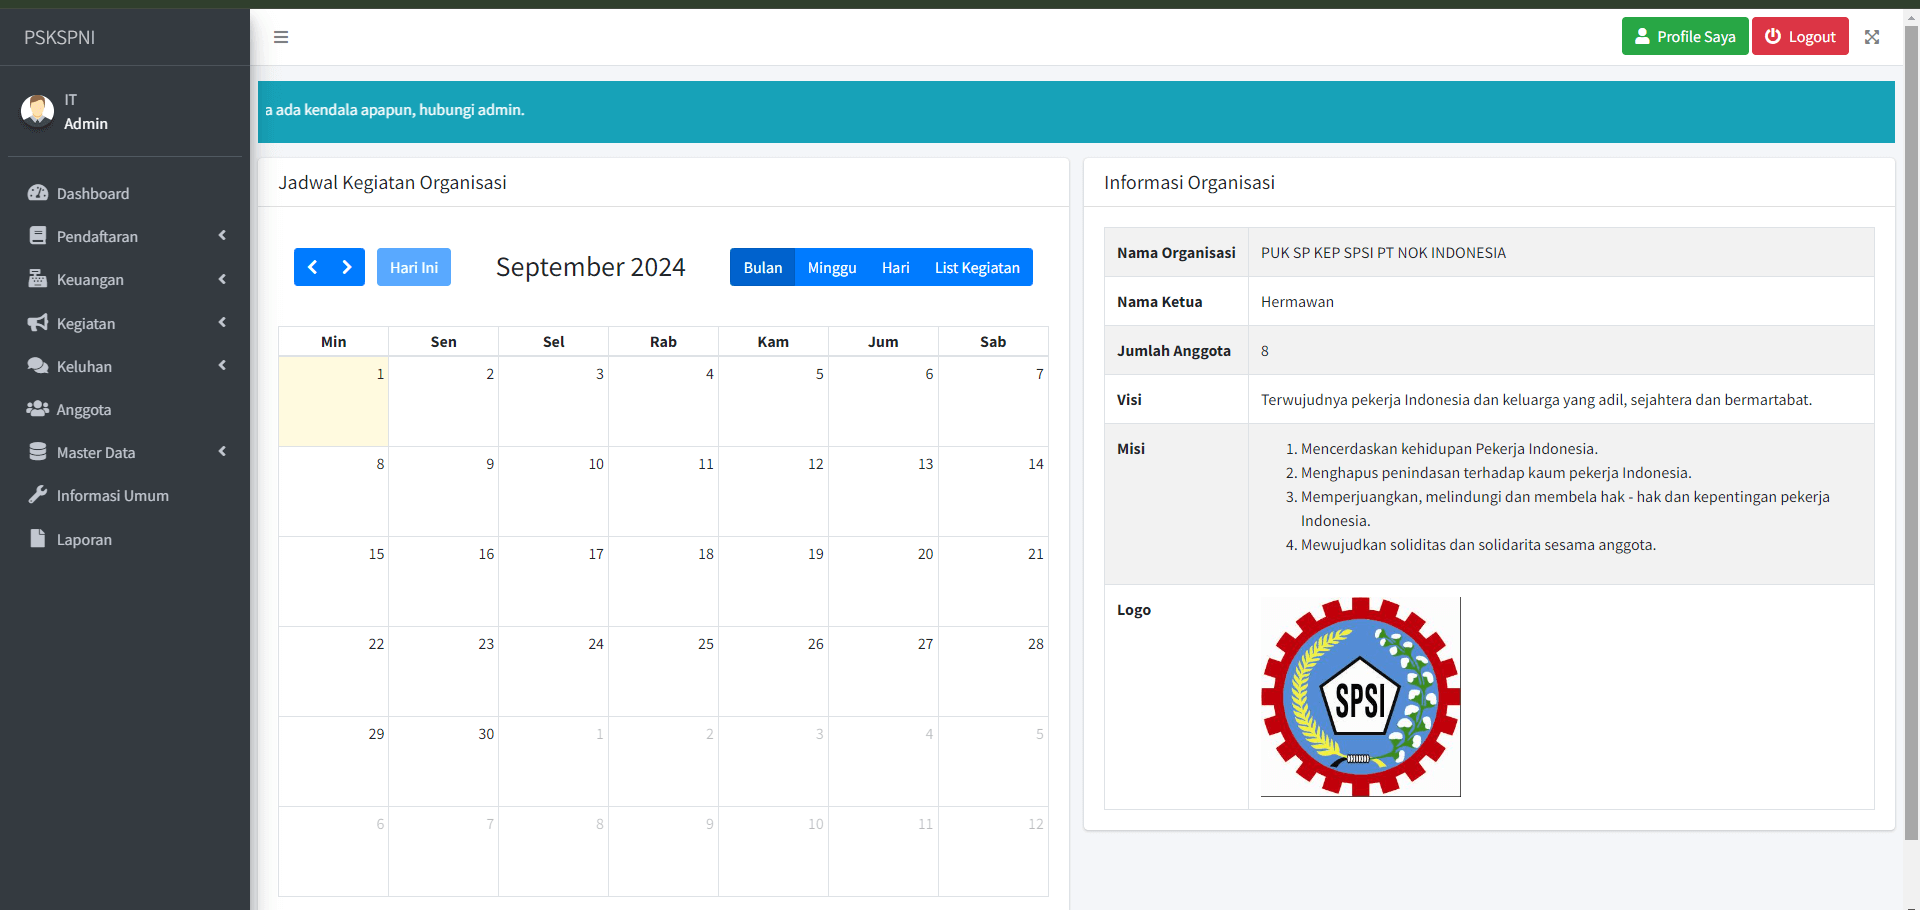 PSKSPNI
IT
Admin
Dashboard
Pendaftaran
Keuangan
Kegiatan
Keluhan
Anggota
Master Data
Informasi Umum
Laporan
Profile Saya
Logout
a ada kendala apapun, hubungi admin.
Jadwal Kegiatan Organisasi
Hari Ini
September 2024
Bulan Minggu Hari List Kegiatan
Min Sen Sel Rab Kam Jum Sab
1 2 3 4 5 6 7
8 9 10 11 12 13 14
15 16 17 18 19 20 21
22 23 24 25 26 27 28
29 30 1 2 3 4 5
6 7 8 9 10 11 12
Informasi Organisasi
Nama Organisasi PUK SP KEP SPSI PT NOK INDONESIA
Nama Ketua Hermawan
Jumlah Anggota 8
Visi Terwujudnya pekerja Indonesia dan keluarga yang adil, sejahtera dan bermartabat.
Misi 1. Mencerdaskan kehidupan Pekerja Indonesia.
2. Menghapus penindasan terhadap kaum pekerja Indonesia.
3. Memperjuangkan, melindungi dan membela hak - hak dan kepentingan pekerja
Indonesia.
4. Mewujudkan soliditas dan solidarita sesama anggota.
Logo
SPSI